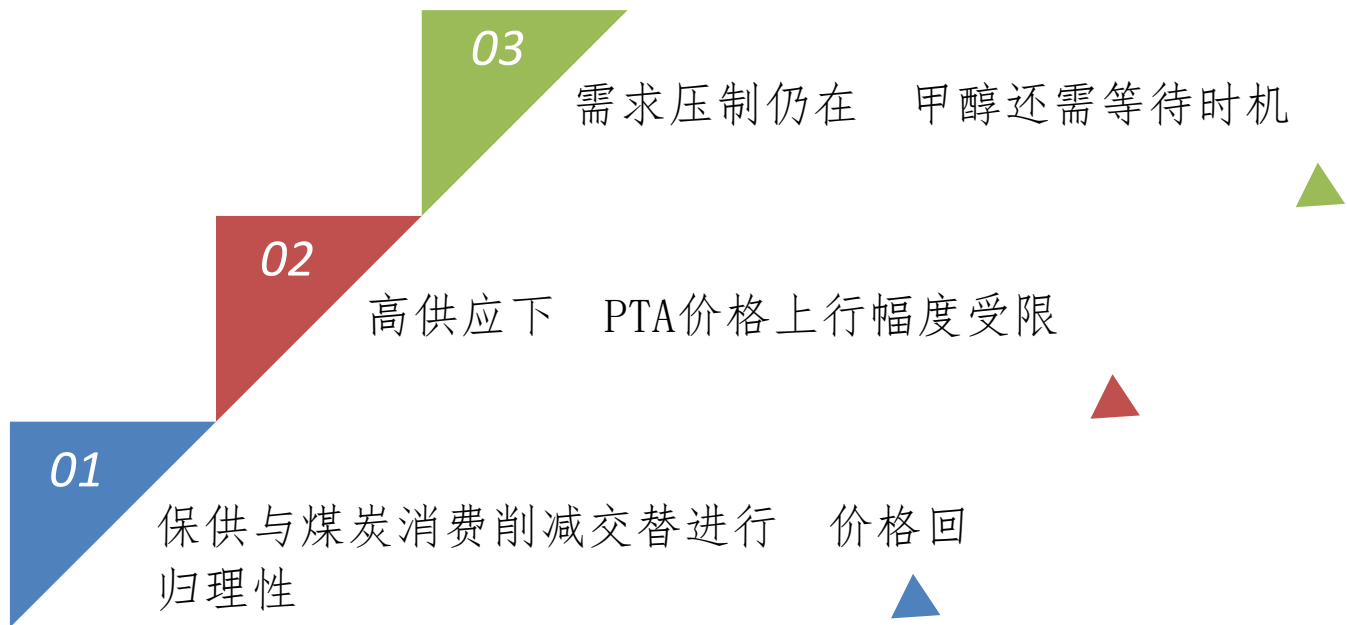 03
需求压制仍在　甲醇还需等待时机
02
高供应下　PTA价格上行幅度受限
01
保供与煤炭消费削减交替进行　价格回
归理性